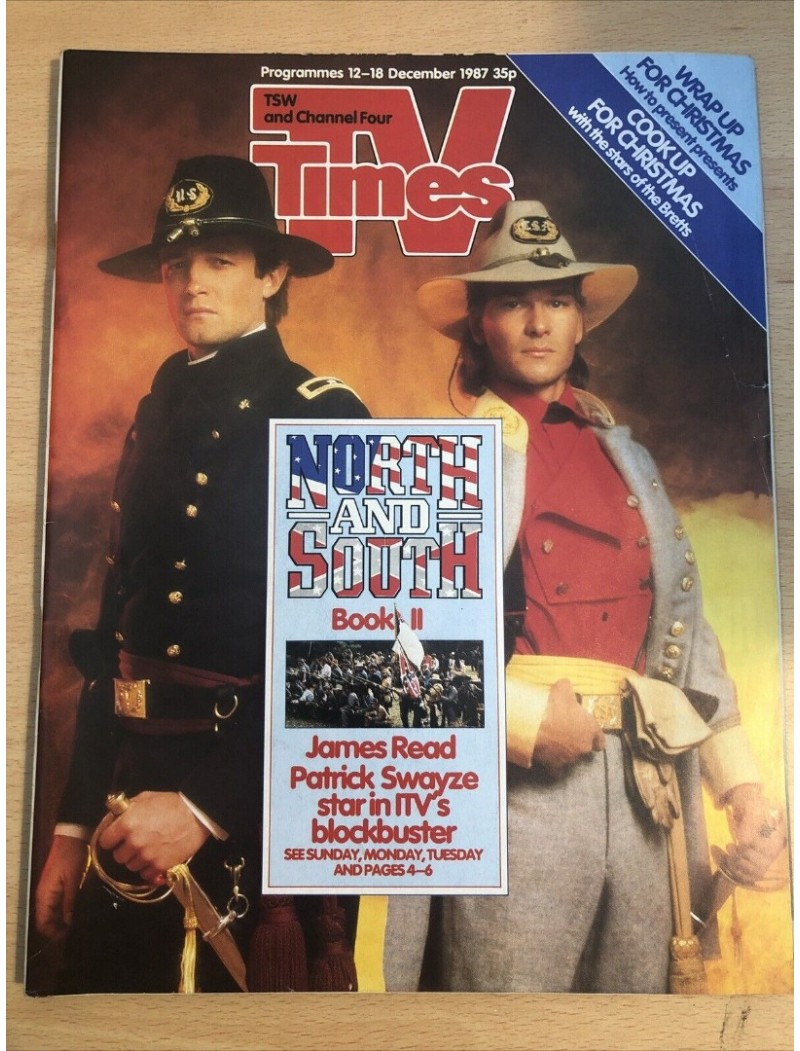 Programmes 12–18 December 1987 35p
TSW
and Channel Four
TV
Times
WRAP UP
FOR CHRISTMAS
How to present presents
COOK UP
FOR CHRISTMAS
with the stars of the Bretts
U·S
NORTH
AND
SOUTH
Book II
James Read
Patrick Swayze
star in ITV's
blockbuster
SEE SUNDAY, MONDAY, TUESDAY
AND PAGES 4–6